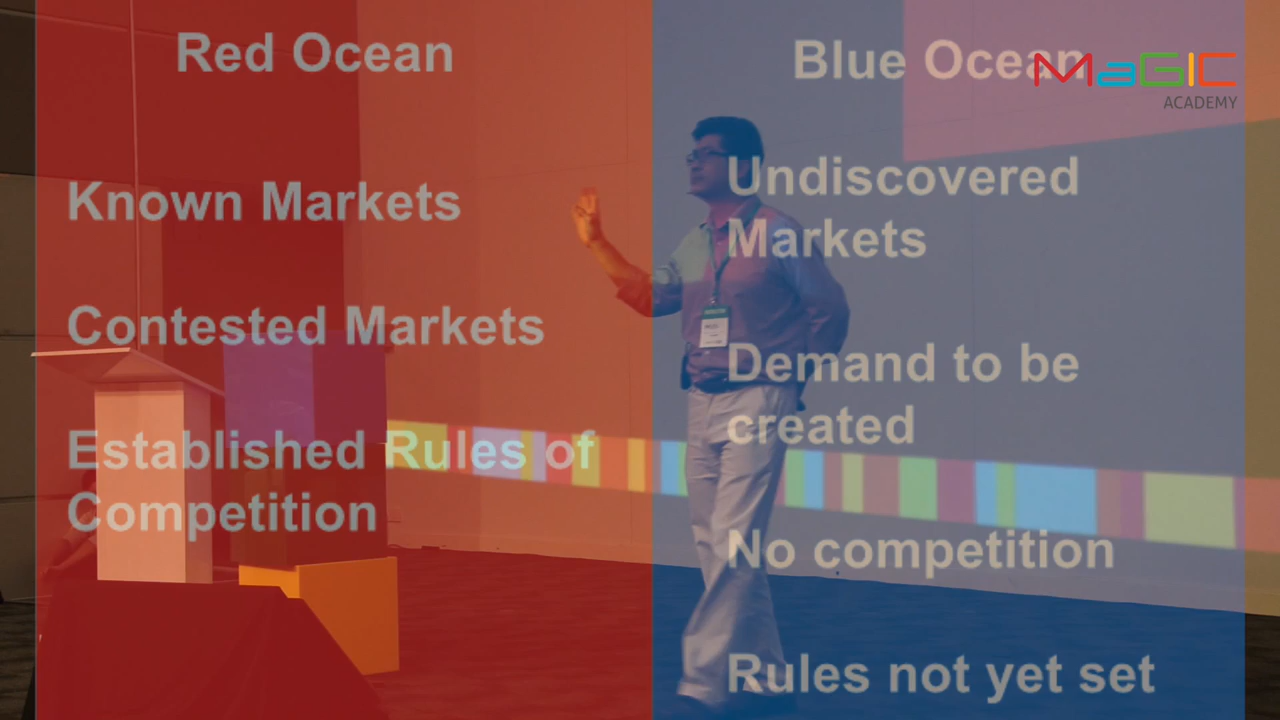 Red Ocean
Known Markets
Contested Markets
Established Rules of
Competition
Blue Ocean
MaGIC
ACADEMY
Undiscovered
Markets
Demand to be
created
No competition
Rules not yet set